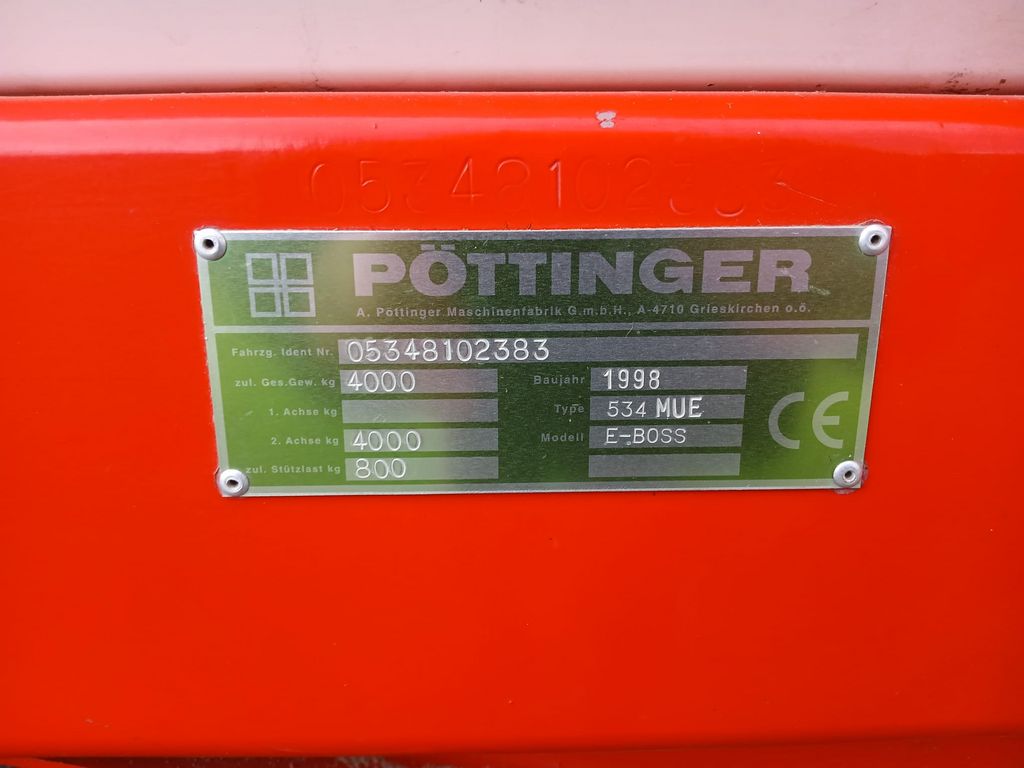 05348102383
PÖTTINGER
A. Pöttinger Maschinenfabrik G.m.b.H., A-4710 Grieskirchen o.ö.
Fahrzg. Ident Nr. 05348102383
zul. Ges.Gew. kg 4000 Baujahr 1998
1. Achse kg Type 534 MUE
2. Achse kg 4000 Modell E-BOSS
zul. Stützlast kg 800
CE